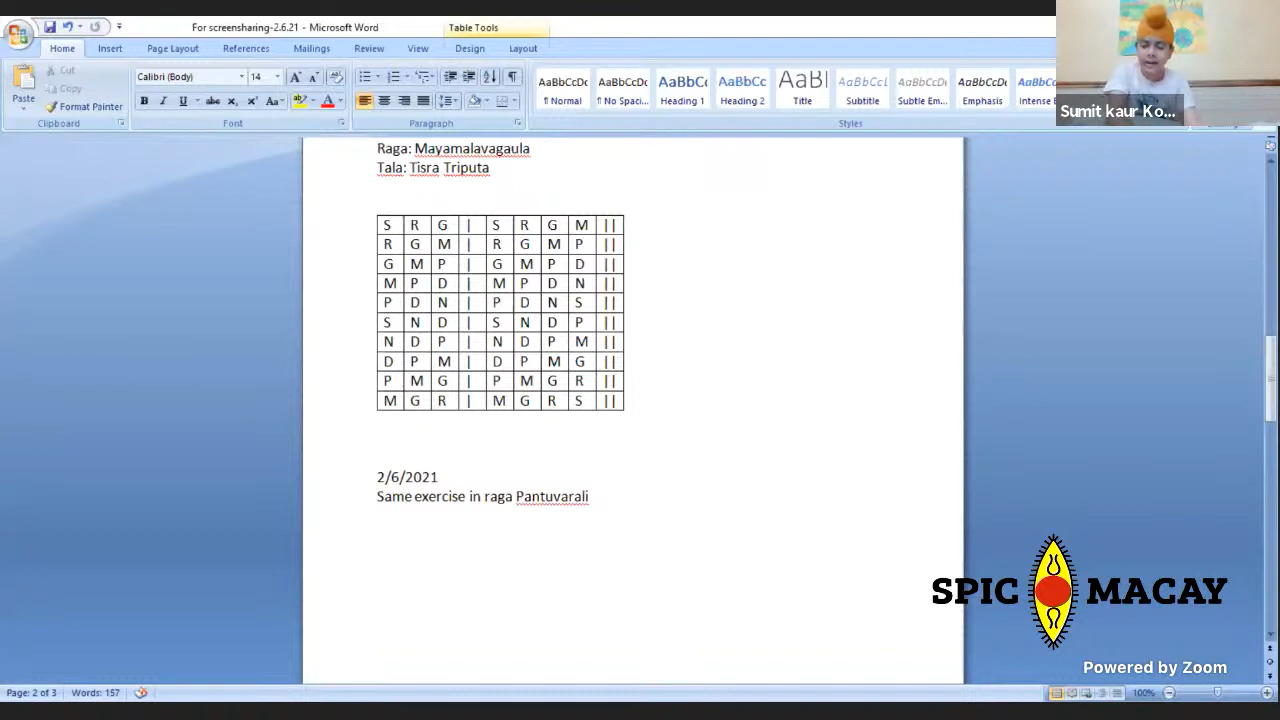 For screensharing-2.6.21 - Microsoft Word
Table Tools
Home Insert Page Layout References Mailings Review View Design Layout
Paste
Cut
Copy
Format Painter
Clipboard
Calibri (Body) 14
Font
Paragraph
AaBbCcDc AaBbCcDc AaBbCc AaBbCc AaBl AaBbCcL AaBbCcDc AaBbCcDc AaBbCcDc
¶ Normal ¶ No Spaci... Heading 1 Heading 2 Title Subtitle Subtle Em... Emphasis Intense E
Styles
Sumit kaur Ko...
Raga: Mayamalavagaula
Tala: Tisra Triputa
S R G | S R G M ||
R G M | R G M P ||
G M P | G M P D ||
M P D | M P D N ||
P D N | P D N S ||
S N D | S N D P ||
N D P | N D P M ||
D P M | D P M G ||
P M G | P M G R ||
M G R | M G R S ||
2/6/2021
Same exercise in raga Pantuvarali
SPIC MACAY
Powered by Zoom
Page: 2 of 3 Words: 157
100%